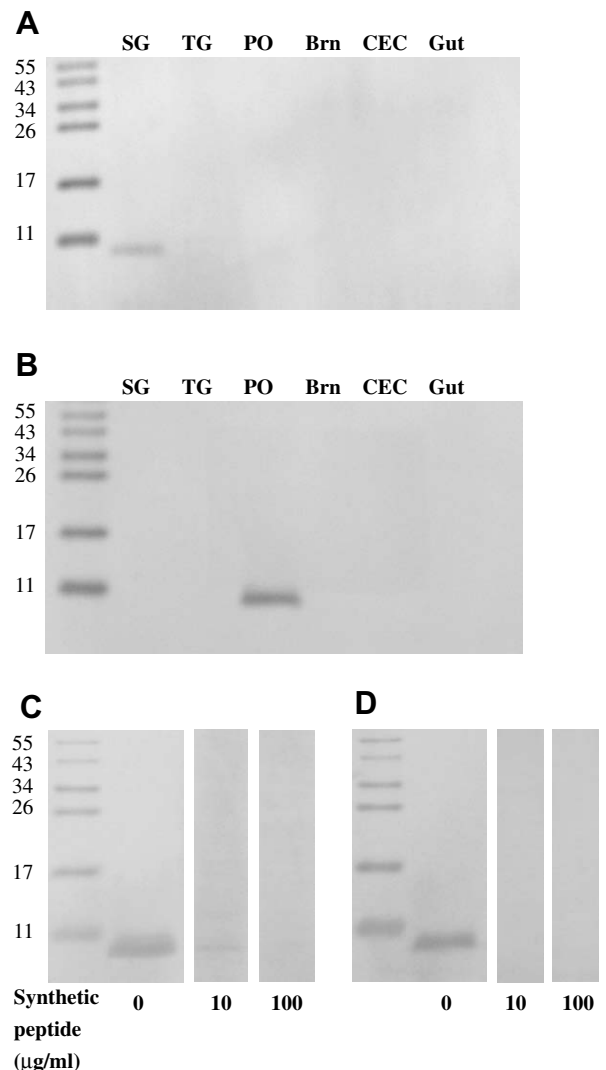 A
SG TG PO Brn CEC Gut
55
43
34
26
17
11
B
SG TG PO Brn CEC Gut
55
43
34
26
17
11
C
D
55
43
34
26
17
11
Synthetic 0 10 100 0 10 100
peptide
(μg/ml)